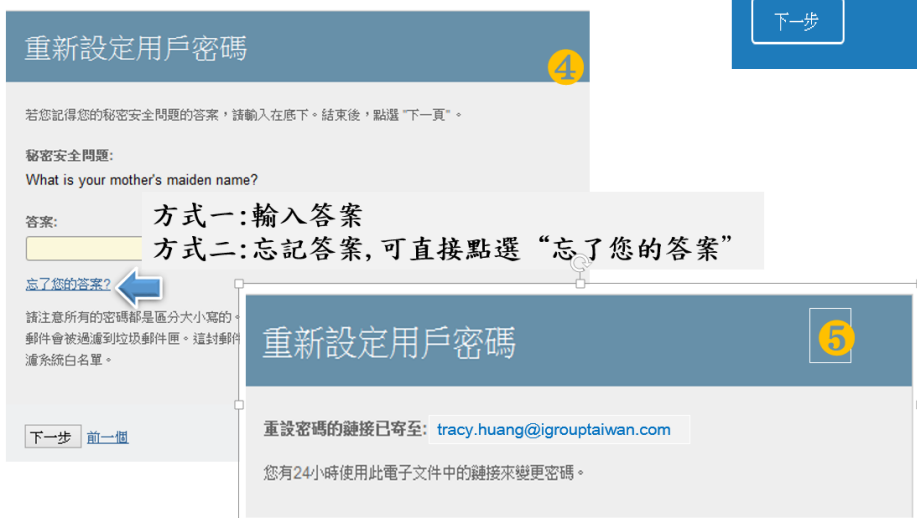 下一步
重新設定用戶密碼
4
若您記得您的秘密安全問題的答案，請輸入在底下。結束後，點選 "下一頁"。
秘密安全問題:
What is your mother's maiden name?
答案:
方式一:輸入答案
方式二:忘記答案,可直接點選“忘了您的答案”
忘了您的答案?
請注意所有的密碼都是區分大小寫的。
郵件會被過濾到垃圾郵件匣。這封郵件
濾系統白名單。
下一步 前一個
重新設定用戶密碼
5
重設密碼的鏈接已寄至: tracy.huang@igrouptaiwan.com
您有24小時使用此電子文件中的鏈接來變更密碼。